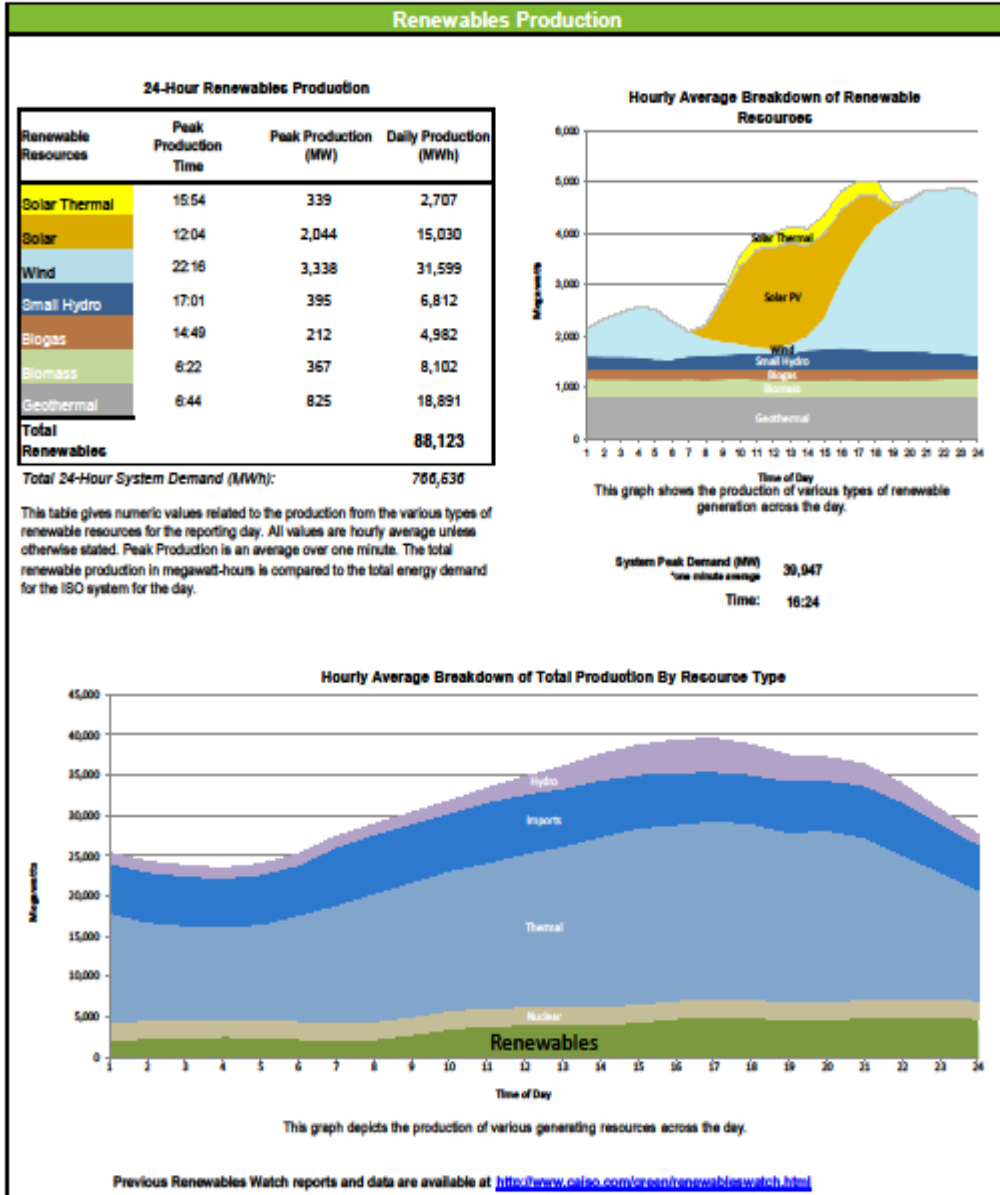 Renewables Production
24-Hour Renewables Production
Renewable Resources
Peak Production Time
Peak Production (MW)
Daily Production (MWh)
Solar Thermal 15:54 339 2,707
Solar 12:04 2,044 15,030
Wind 22:16 3,338 31,599
Small Hydro 17:01 395 6,812
Biogas 14:49 212 4,982
Biomass 6:22 367 8,102
Geothermal 6:44 825 18,891
Total Renewables 88,123
Total 24-Hour System Demand (MWh): 766,636
This table gives numeric values related to the production from the various types of
renewable resources for the reporting day. All values are hourly average unless
otherwise stated. Peak Production is an average over one minute. The total
renewable production in megawatt-hours is compared to the total energy demand
for the ISO system for the day.
Hourly Average Breakdown of Renewable
Resources
6,000
5,000
4,000
3,000
2,000
1,000
0
Megawatts
Solar Thermal
Solar PV
Wind
Small Hydro
Biogas
Biomass
Geothermal
1 2 3 4 5 6 7 8 9 10 11 12 13 14 15 16 17 18 19 20 21 22 23 24
Time of Day
This graph shows the production of various types of renewable
generation across the day.
System Peak Demand (MW) 39,947
*one minute average
Time: 16:24
Hourly Average Breakdown of Total Production By Resource Type
45,000
40,000
35,000
30,000
25,000
20,000
15,000
10,000
5,000
0
Megawatts
Hydro
Imports
Thermal
Nuclear
Renewables
1 2 3 4 5 6 7 8 9 10 11 12 13 14 15 16 17 18 19 20 21 22 23 24
Time of Day
This graph depicts the production of various generating resources across the day.
Previous Renewables Watch reports and data are available at http://www.caiso.com/green/renewableswatch.html